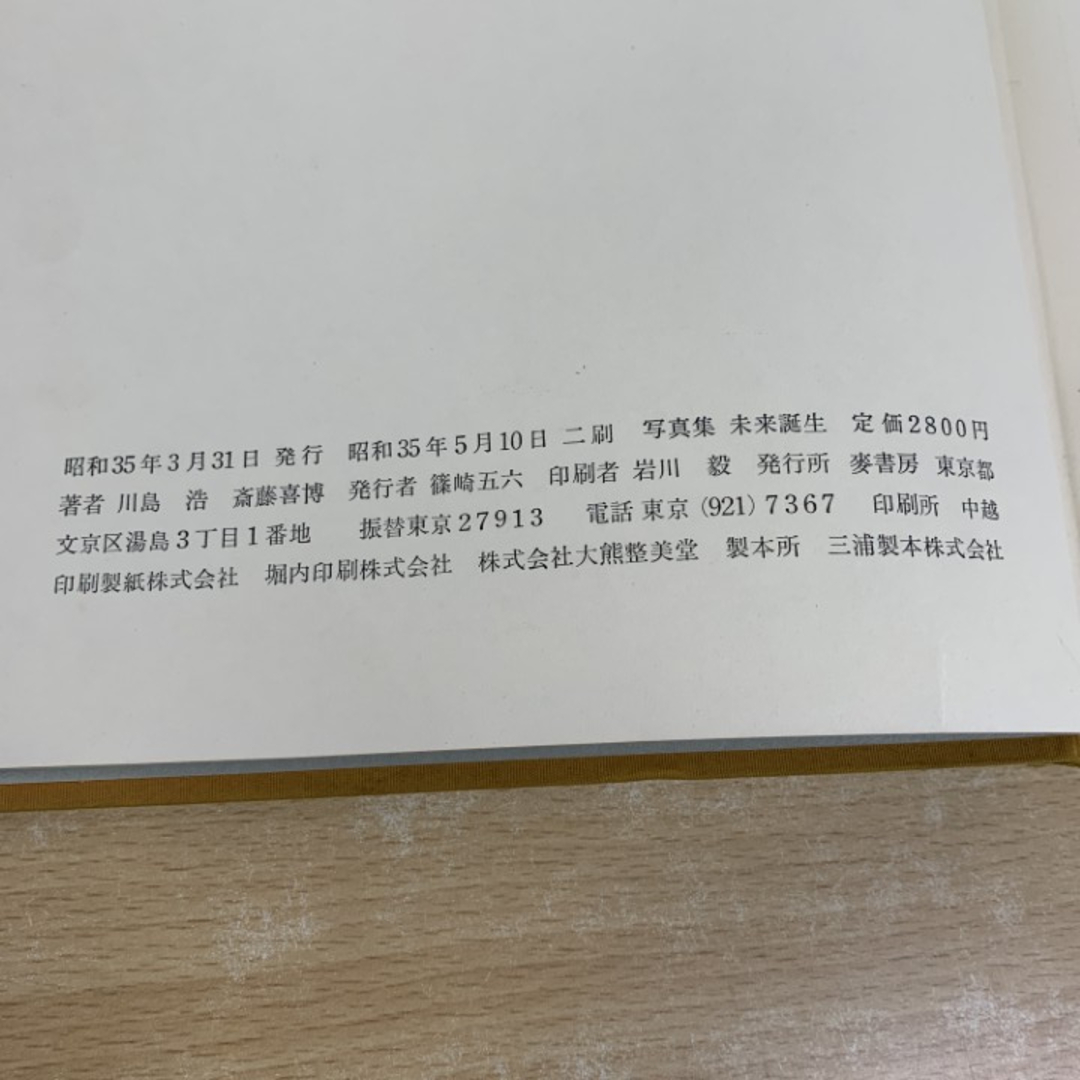 昭和35年3月31日 発行 昭和35年5月10日 二刷 写真集 未来誕生 定価2800円
著者 川島 浩 斎藤喜博 発行者 篠崎五六 印刷者 岩川 毅 発行所 麥書房 東京都
文京区湯島3丁目1番地 振替東京27913 電話 東京 (921) 7367 印刷所 中越
印刷製紙株式会社 堀内印刷株式会社 株式会社大熊整美堂 製本所 三浦製本株式会社